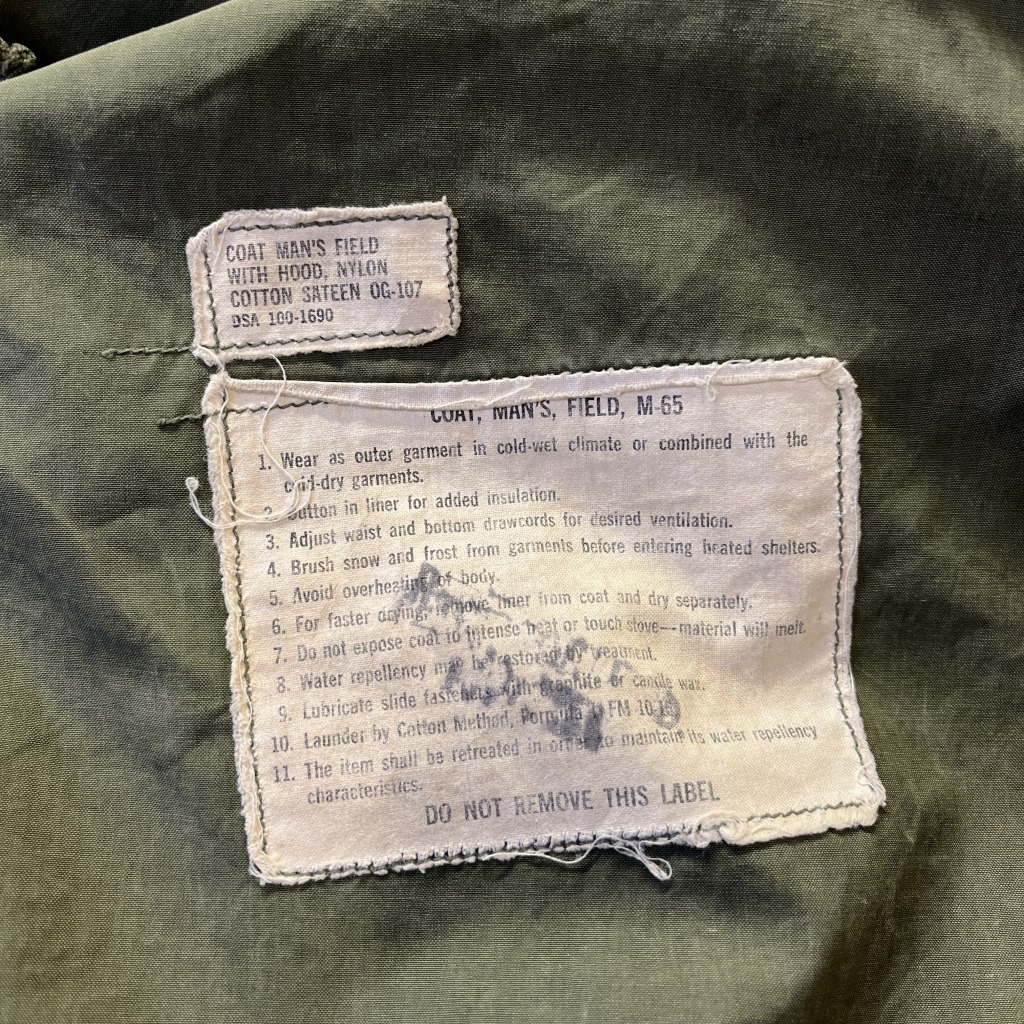 COAT MAN'S FIELD
WITH HOOD, NYLON
COTTON SATEEN OG-107
DSA 100-1690
COAT, MAN'S, FIELD, M-65
1. Wear as outer garment in cold-wet climate or combined with the
cold-dry garments.
2. Button in liner for added insulation.
3. Adjust waist and bottom drawcords for desired ventilation.
4. Brush snow and frost from garments before entering heated shelters.
5. Avoid overheating of body.
6. For faster drying, remove liner from coat and dry separately.
7. Do not expose coat to intense heat or touch stove—material will melt.
8. Water repellency may be restored by treatment.
9. Lubricate slide fasteners with graphite or candle wax.
10. Launder by Cotton Method, Formula FM
11. The item shall be retreated in order to maintain its water repellency
characteristics.
DO NOT REMOVE THIS LABEL